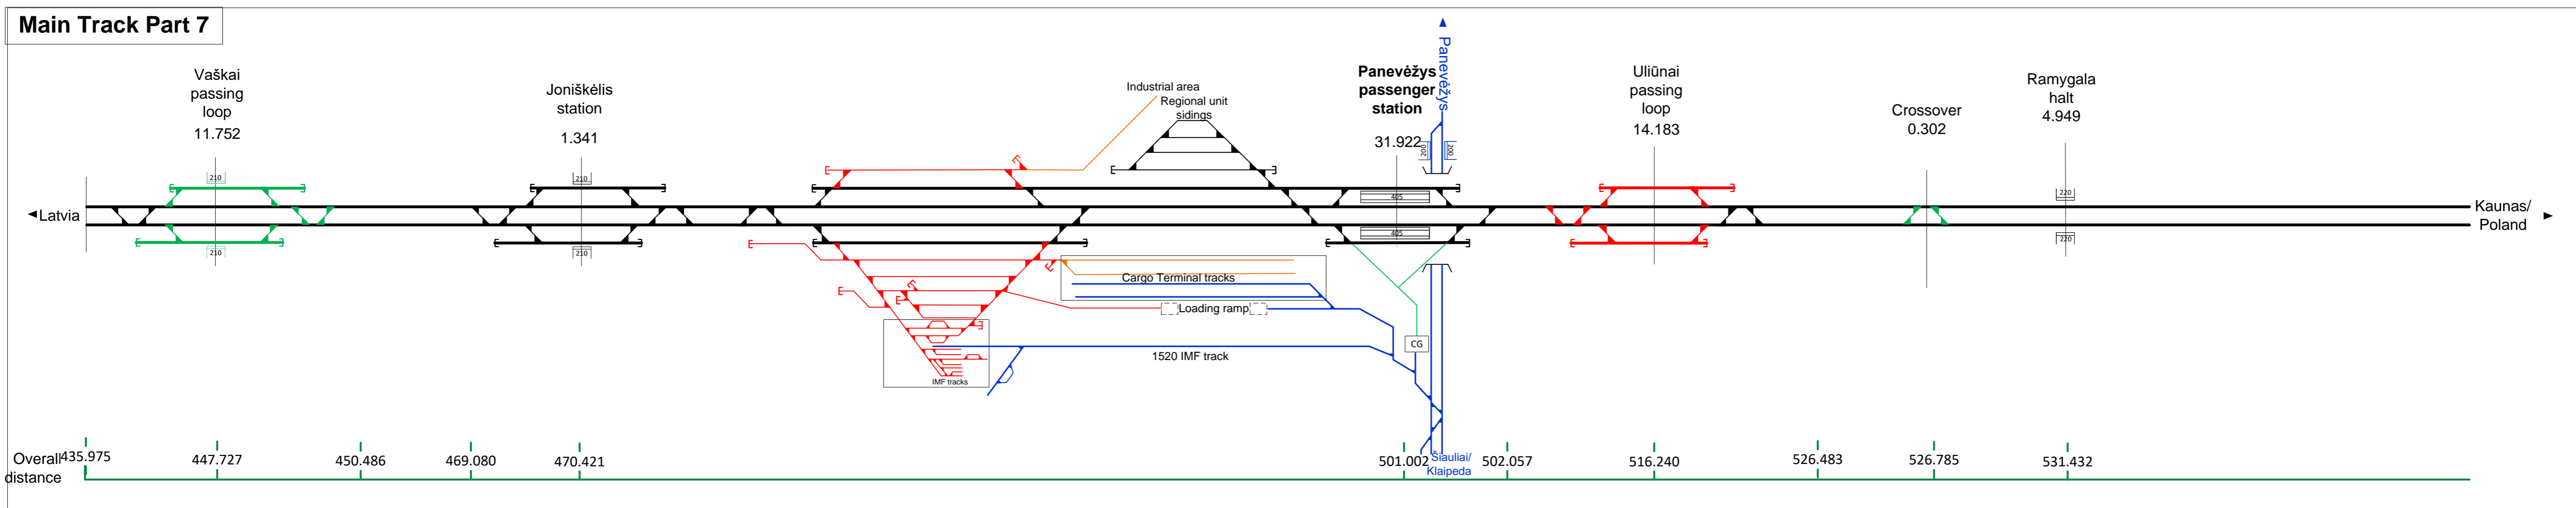 Main Track Part 7
Vaškai
passing
loop
11.752
Joniškėlis
station
1.341
Industrial area
Regional unit
sidings
Panevėžys
passenger
station
31.922
Panevėžys
Uliūnai
passing
loop
14.183
Crossover
0.302
Ramygala
halt
4.949
210
210
200
200
405
220
Latvia
Kaunas/
Poland
405
220
210
210
Cargo Terminal tracks
Loading ramp
CG
1520 IMF track
IMF tracks
Overall
distance
435.975
447.727
450.486
469.080
470.421
501.002
Šiauliai/
Klaipeda
502.057
516.240
526.483
526.785
531.432